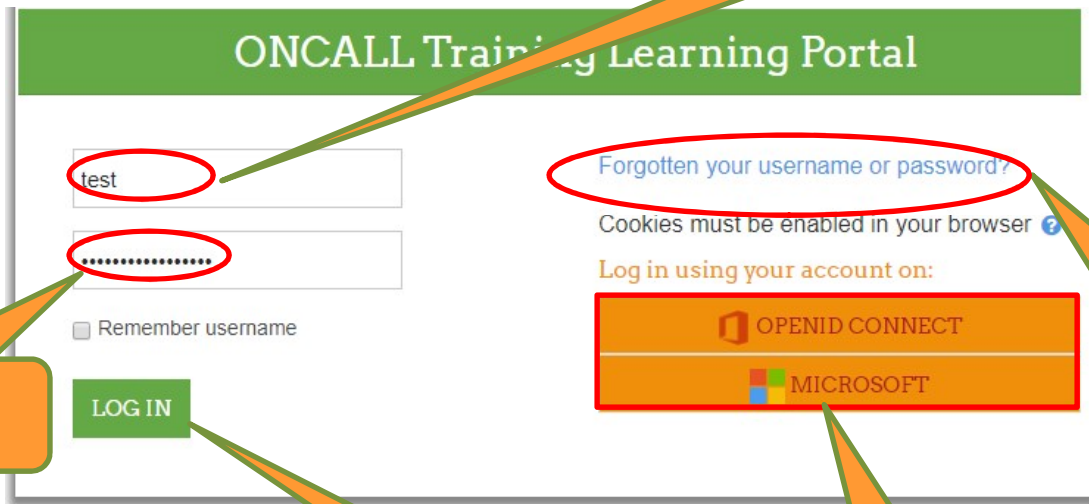 ONCALL Training Learning Portal
test
•••••••••••••••••
Remember username
LOG IN
Forgotten your username or password?
Cookies must be enabled in your browser ?
Log in using your account on:
OPENID CONNECT
MICROSOFT